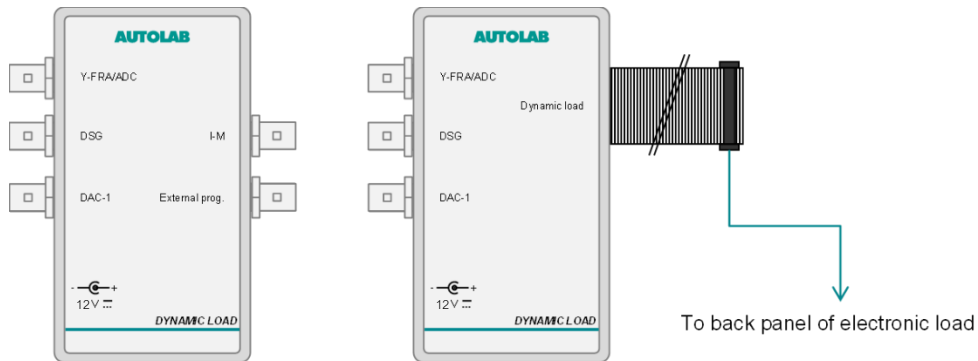 AUTOLAB
Y-FRA/ADC
DSG
I-M
DAC-1
External prog.
- +
12V
DYNAMIC LOAD
AUTOLAB
Y-FRA/ADC
Dynamic load
DSG
DAC-1
- +
12V
DYNAMIC LOAD
To back panel of electronic load